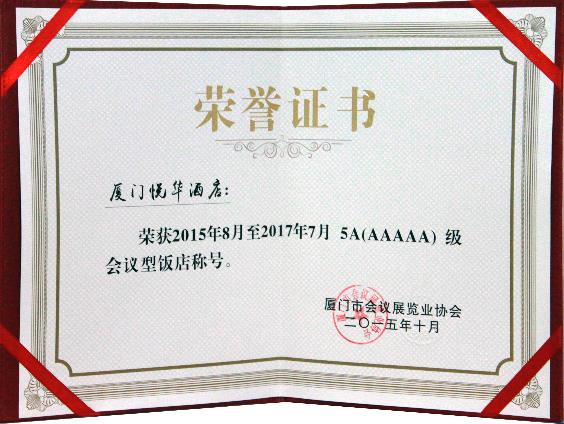 荣誉证书
厦门悦华酒店：
荣获2015年8月至2017年7月 5A(AAAAA) 级
会议型饭店称号。
厦门市会议展览业协会
二〇一五年十月